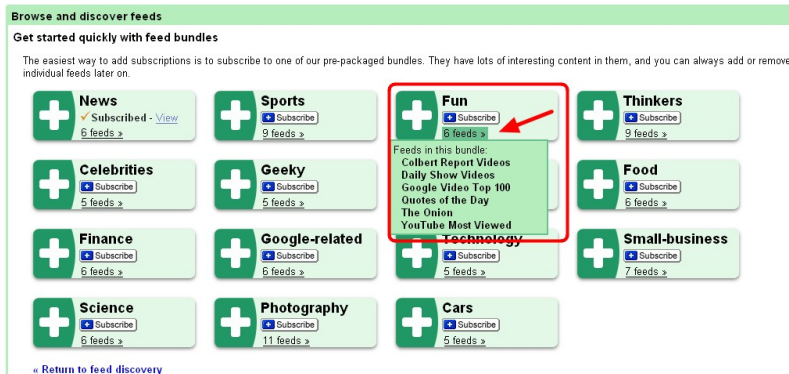 Browse and discover feeds
Get started quickly with feed bundles
The easiest way to add subscriptions is to subscribe to one of our pre-packaged bundles. They have lots of interesting content in them, and you can always add or remove
individual feeds later on.
News
Subscribed - View
6 feeds »
Sports
Subscribe
9 feeds »
Fun
Subscribe
6 feeds »
Feeds in this bundle:
Colbert Report Videos
Daily Show Videos
Google Video Top 100
Quotes of the Day
The Onion
YouTube Most Viewed
Thinkers
Subscribe
9 feeds »
Celebrities
Subscribe
5 feeds »
Geeky
Subscribe
5 feeds »
Food
Subscribe
6 feeds »
Finance
Subscribe
6 feeds »
Google-related
Subscribe
6 feeds »
Technology
Subscribe
5 feeds »
Small-business
Subscribe
7 feeds »
Science
Subscribe
6 feeds »
Photography
Subscribe
11 feeds »
Cars
Subscribe
5 feeds »
« Return to feed discovery